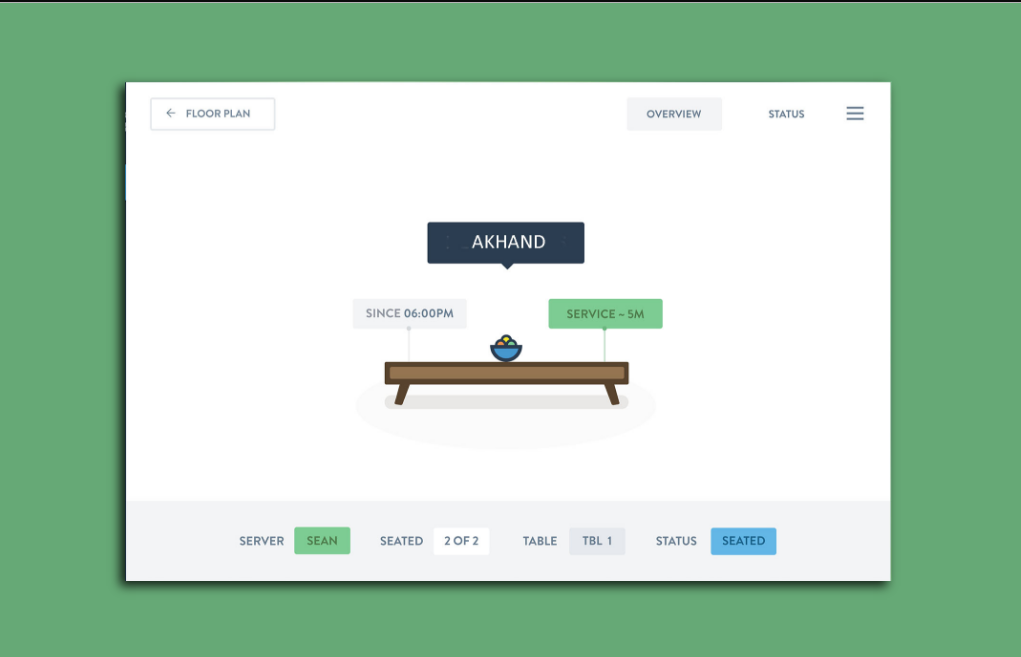 ← FLOOR PLAN
OVERVIEW
STATUS
AKHAND
SINCE 06:00PM
SERVICE ~ 5M
SERVER SEAN SEATED 2 OF 2 TABLE TBL 1 STATUS SEATED